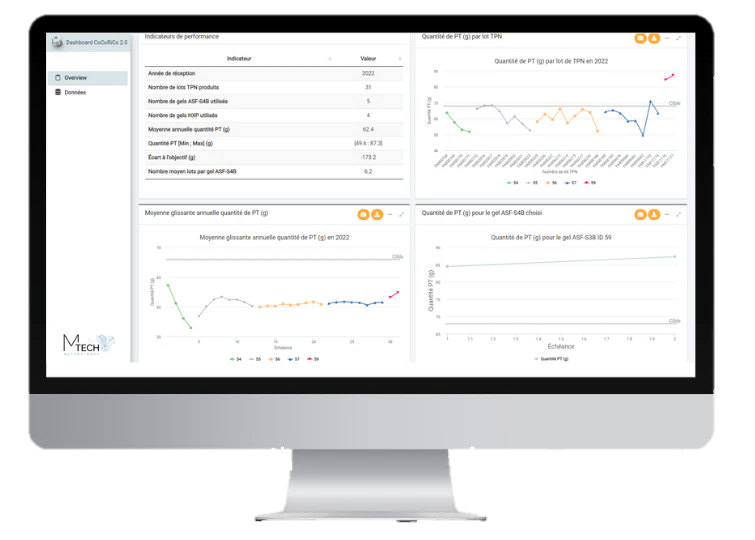 Dashboard CoCoRiCo 2.0
Overview
Données
MTECH
Indicateurs de performance
Indicateur Valeur
Année de réception 2022
Nombre de lots TPN produits 31
Nombre de gels ASF-S4B utilisés 5
Nombre de gels HXIP utilisés 4
Moyenne annuelle quantité PT (g) 62.4
Quantité PT [Min ; Max] (g) [49.6 ; 87.3]
Écart à l'objectif (g) -173.2
Nombre moyen lots par gel ASF-S4B 6.2
Quantité de PT (g) par lot TPN
Quantité de PT (g) par lot de TPN en 2022
Quantité PT (g)
90
80
70
60
50
40
Cible
Numéro de lot TPN
54 55 56 57 59
Moyenne glissante annuelle quantité de PT (g)
Moyenne glissante annuelle quantité de PT (g) en 2022
Quantité PT (g)
Cible
5 10 15 20 25 30
Échéance
54 55 56 57 59
Quantité de PT (g) pour le gel ASF-S4B choisi
Quantité de PT (g) pour le gel ASF-S3B ID 59
Quantité PT (g)
90
85
80
75
70
65
Cible
1 1.1 1.2 1.3 1.4 1.5 1.6 1.7 1.8 1.9 2
Échéance
Quantité PT (g)